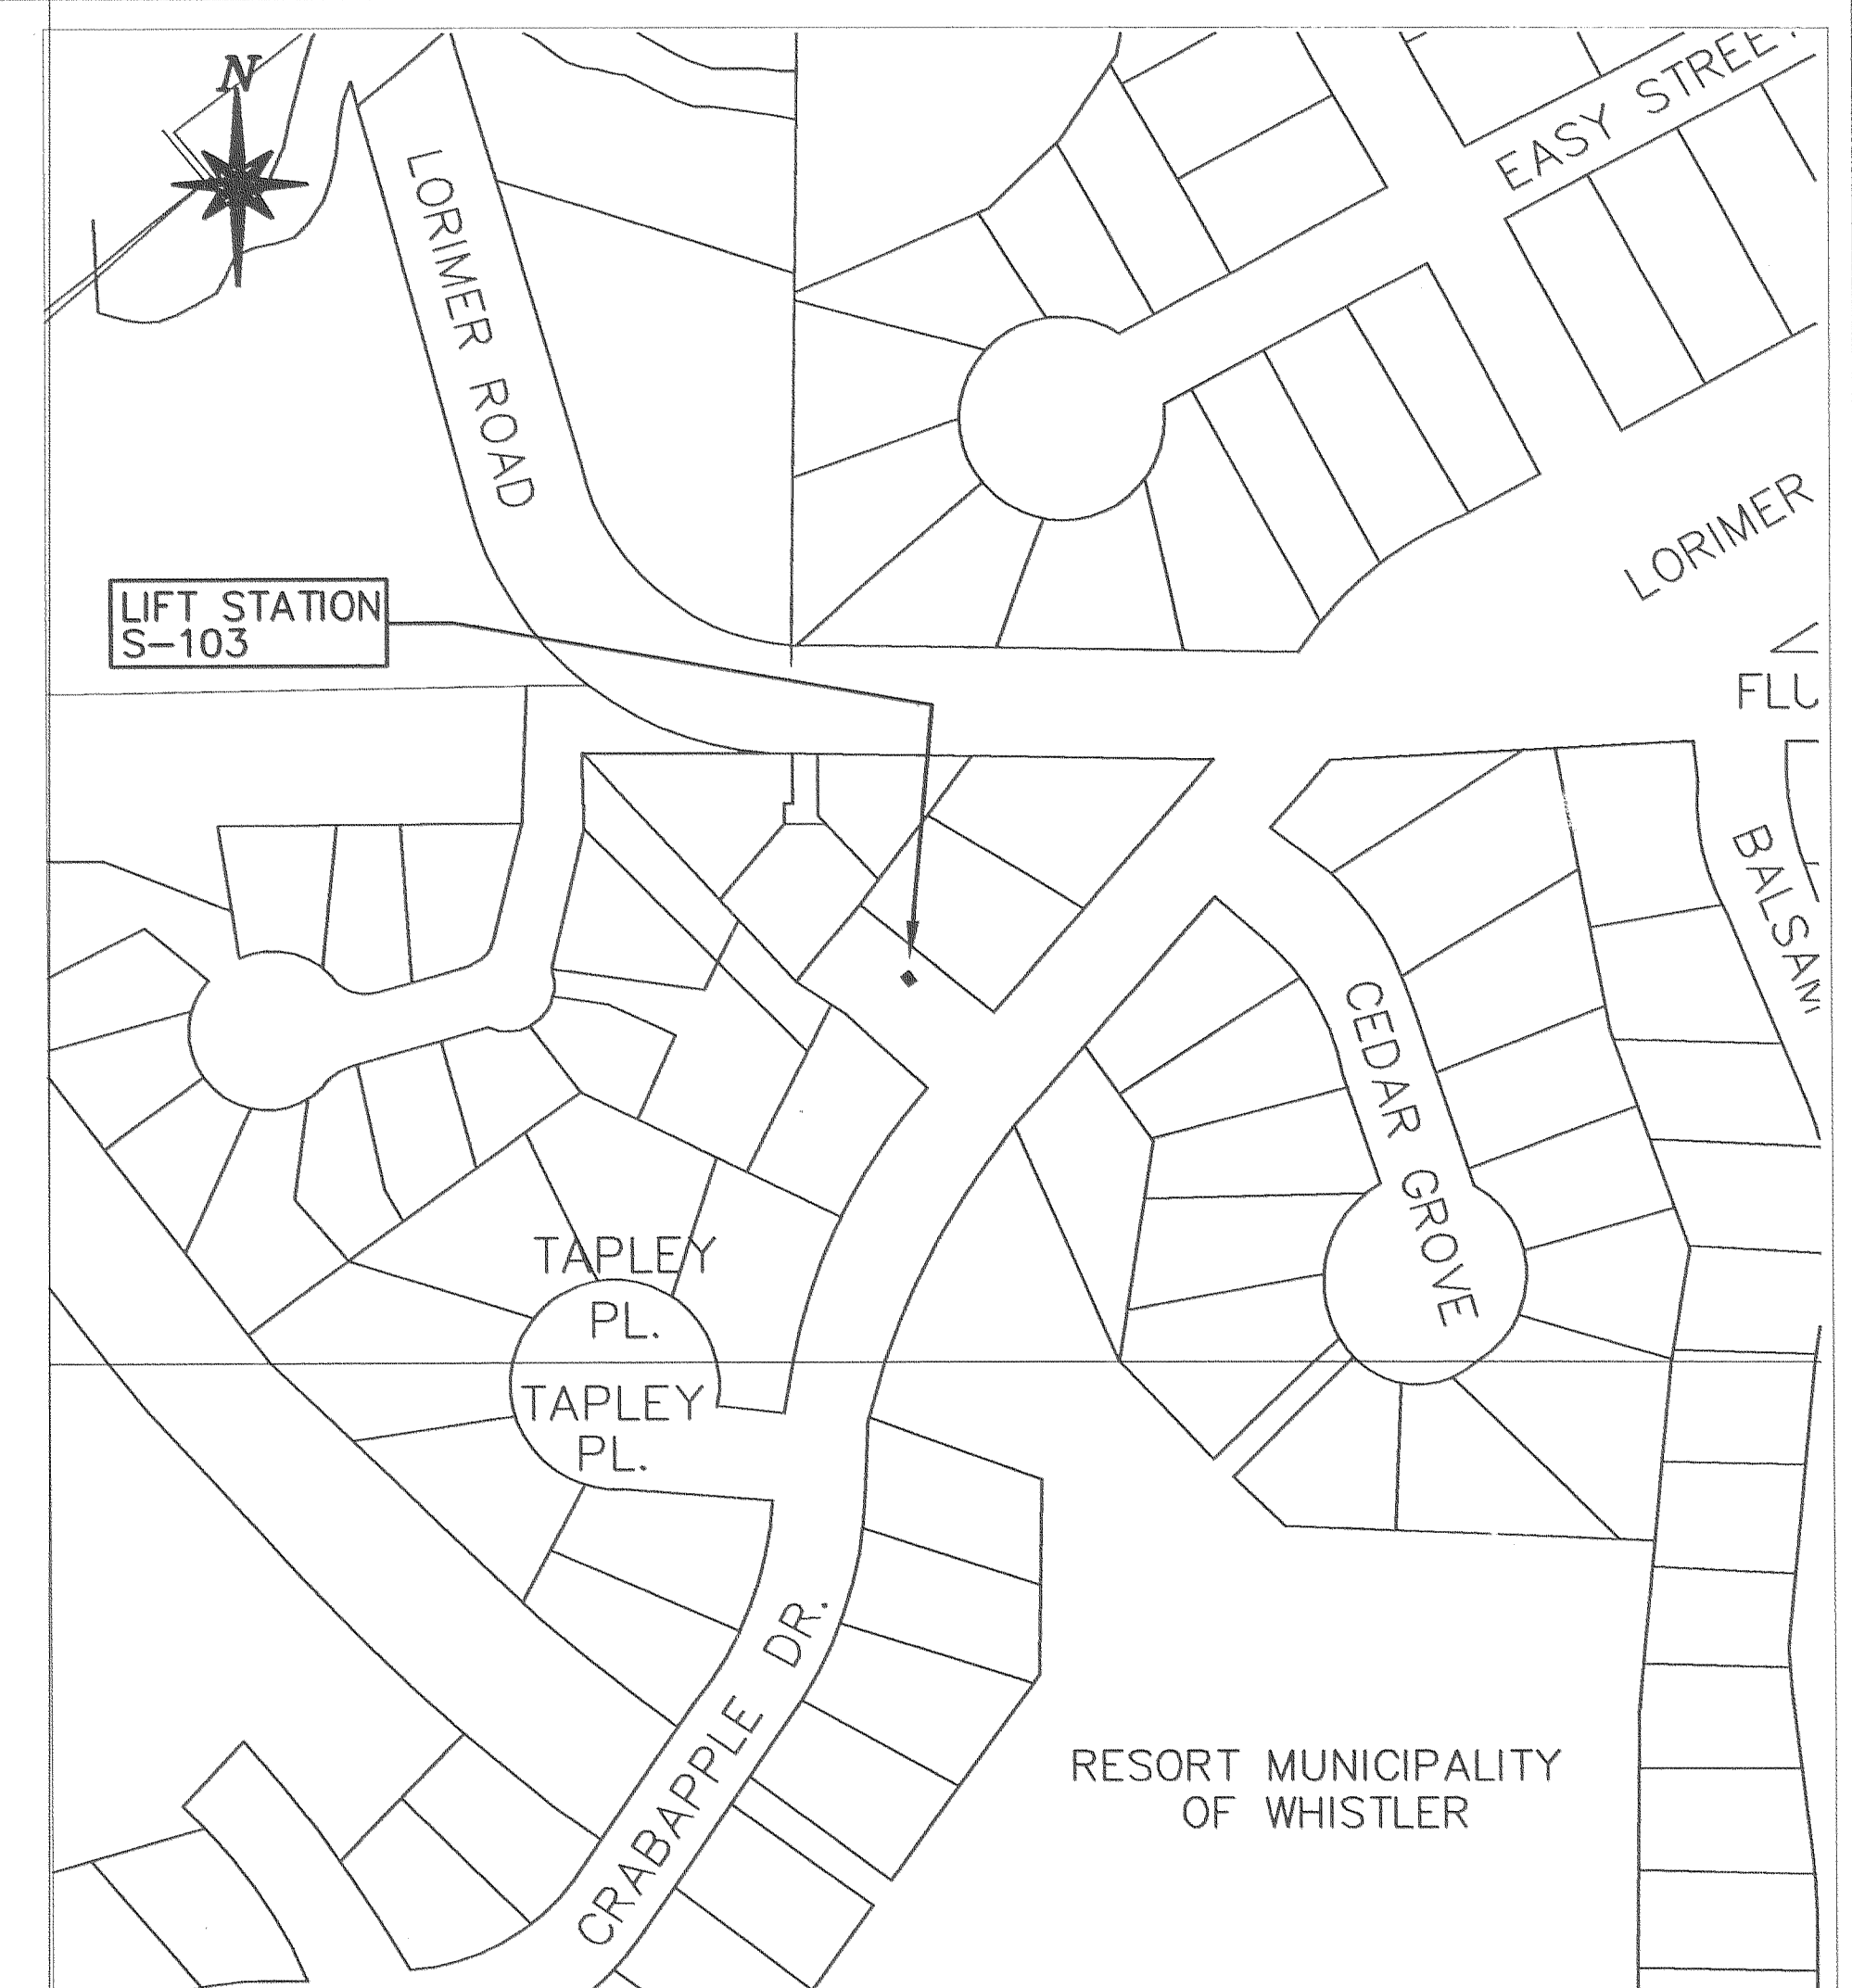 N
EASY STREET
LORIMER ROAD
LORIMER
LIFT STATION
S-103
FLU
BALSAM
CEDAR GROVE
TAPLEY
PL.
TAPLEY
PL.
CRABAPPLE DR.
RESORT MUNICIPALITY
OF WHISTLER